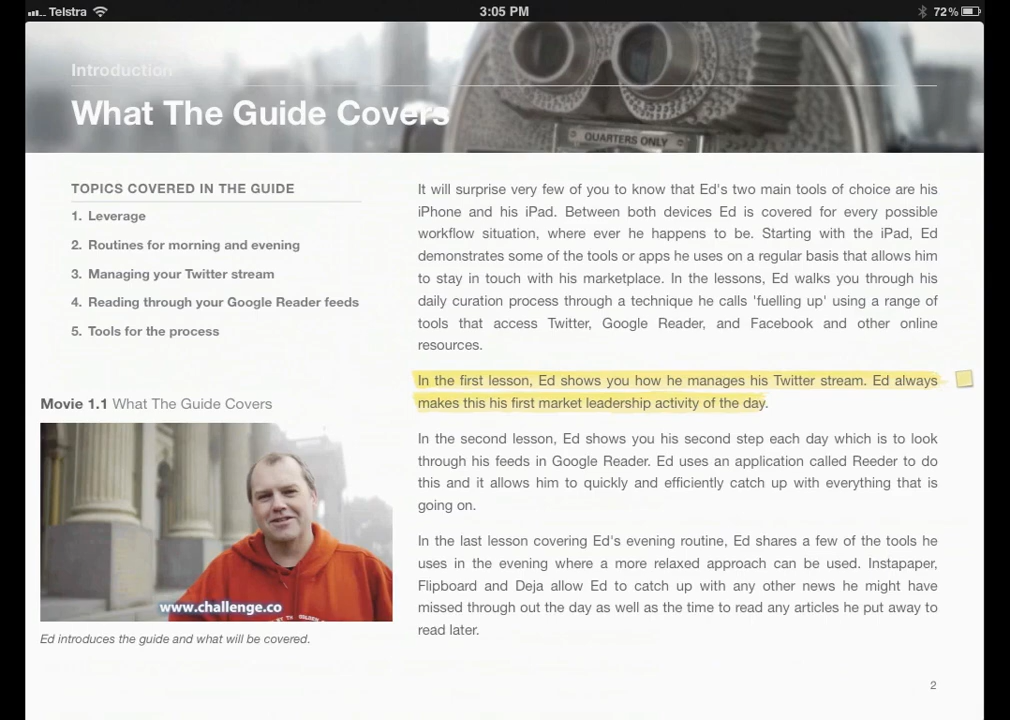 Telstra
3:05 PM
72%
Introduction
What The Guide Covers
QUARTERS ONLY
TOPICS COVERED IN THE GUIDE
1. Leverage
2. Routines for morning and evening
3. Managing your Twitter stream
4. Reading through your Google Reader feeds
5. Tools for the process
Movie 1.1 What The Guide Covers
www.challenge.co
Ed introduces the guide and what will be covered.
It will surprise very few of you to know that Ed's two main tools of choice are his
iPhone and his iPad. Between both devices Ed is covered for every possible
workflow situation, where ever he happens to be. Starting with the iPad, Ed
demonstrates some of the tools or apps he uses on a regular basis that allows him
to stay in touch with his marketplace. In the lessons, Ed walks you through his
daily curation process through a technique he calls 'fuelling up' using a range of
tools that access Twitter, Google Reader, and Facebook and other online
resources.
In the first lesson, Ed shows you how he manages his Twitter stream. Ed always
makes this his first market leadership activity of the day.
In the second lesson, Ed shows you his second step each day which is to look
through his feeds in Google Reader. Ed uses an application called Reeder to do
this and it allows him to quickly and efficiently catch up with everything that is
going on.
In the last lesson covering Ed's evening routine, Ed shares a few of the tools he
uses in the evening where a more relaxed approach can be used. Instapaper,
Flipboard and Deja allow Ed to catch up with any other news he might have
missed through out the day as well as the time to read any articles he put away to
read later.
2